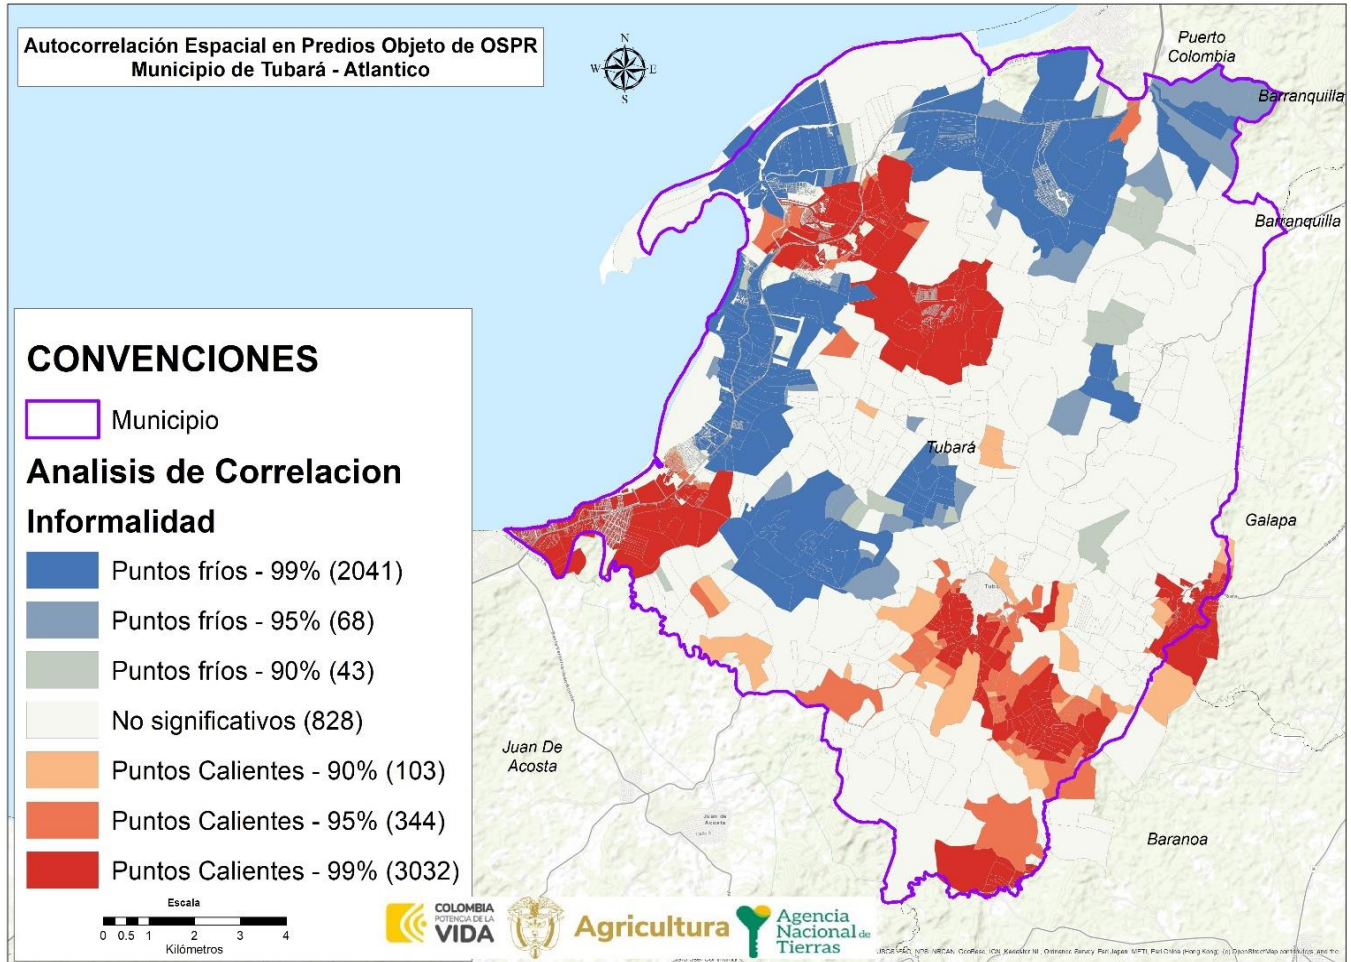 Autocorrelación Espacial en Predios Objeto de OSPR
Municipio de Tubará - Atlantico
N
W
E
S
Puerto
Colombia
Barranquilla
Barranquilla
Tubará
Galapa
Juan De
Acosta
Juan de
Acosta
Baranoa
CONVENCIONES
Municipio
Analisis de Correlacion
Informalidad
Puntos fríos - 99% (2041)
Puntos fríos - 95% (68)
Puntos fríos - 90% (43)
No significativos (828)
Puntos Calientes - 90% (103)
Puntos Calientes - 95% (344)
Puntos Calientes - 99% (3032)
Escala
0 0.5 1 2 3 4
Kilómetros
COLOMBIA
POTENCIA DE LA
VIDA
Agricultura
Agencia
Nacional de
Tierras